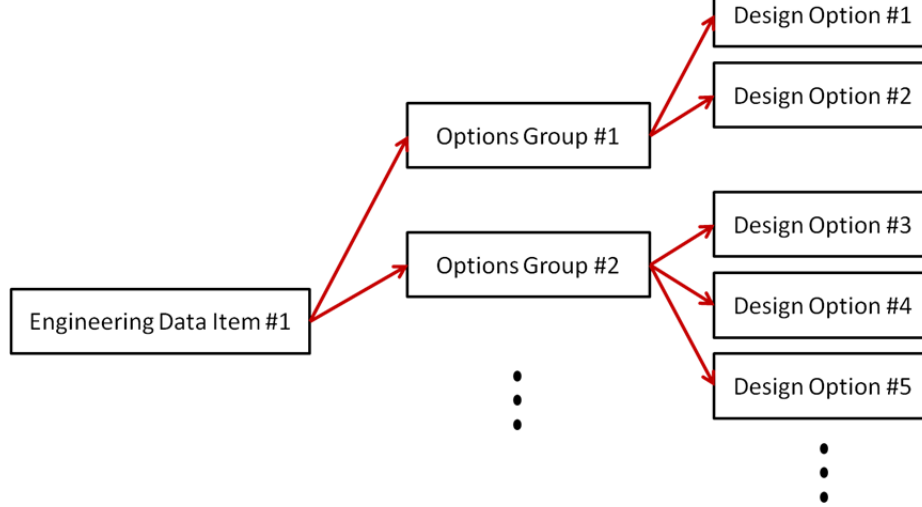 Design Option #1
Design Option #2
Options Group #1
Design Option #3
Options Group #2
Design Option #4
Engineering Data Item #1
Design Option #5